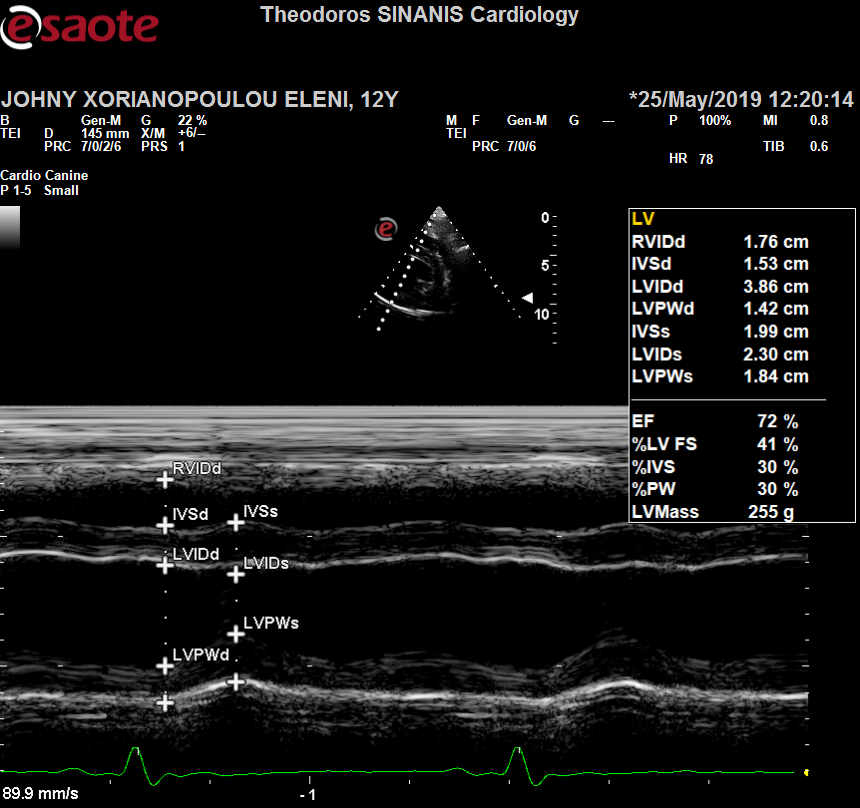 Theodoros SINANIS Cardiology
esaote
JOHNY XORIANOPOULOU ELENI, 12Y *25/May/2019 12:20:14
B Gen-M G 22 % M F Gen-M G --- P 100% MI 0.8
TEI D 145 mm X/M +6/-- TEI
PRC 7/0/2/6 PRS 1 PRC 7/0/6 TIB 0.6
HR 78
Cardio Canine
P 1-5 Small
e
0
5
10
LV
RVIDd 1.76 cm
IVSd 1.53 cm
LVIDd 3.86 cm
LVPWd 1.42 cm
IVSs 1.99 cm
LVIDs 2.30 cm
LVPWs 1.84 cm
EF 72 %
%LV FS 41 %
%IVS 30 %
%PW 30 %
LVMass 255 g
RVIDd
IVSd IVSs
LVIDd LVIDs
LVPWs
LVPWd
89.9 mm/s -1